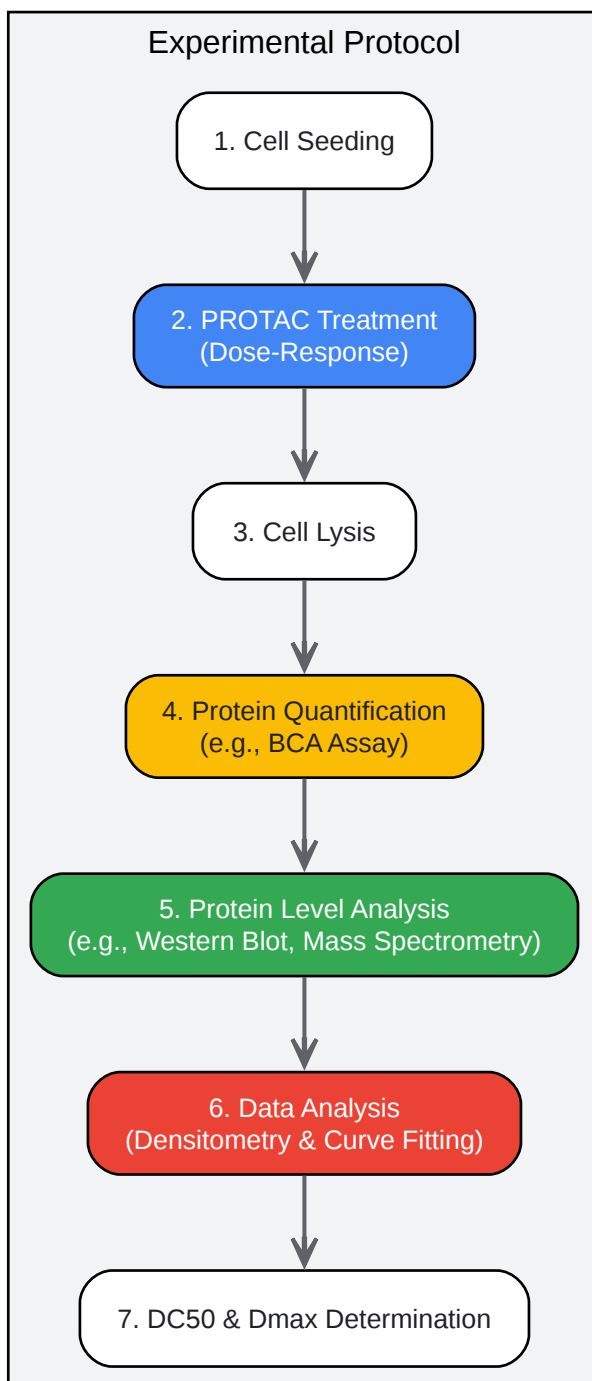 Experimental Protocol
1. Cell Seeding
2. PROTAC Treatment
(Dose-Response)
3. Cell Lysis
4. Protein Quantification
(e.g., BCA Assay)
5. Protein Level Analysis
(e.g., Western Blot, Mass Spectrometry)
6. Data Analysis
(Densitometry & Curve Fitting)
7. DC50 & Dmax Determination